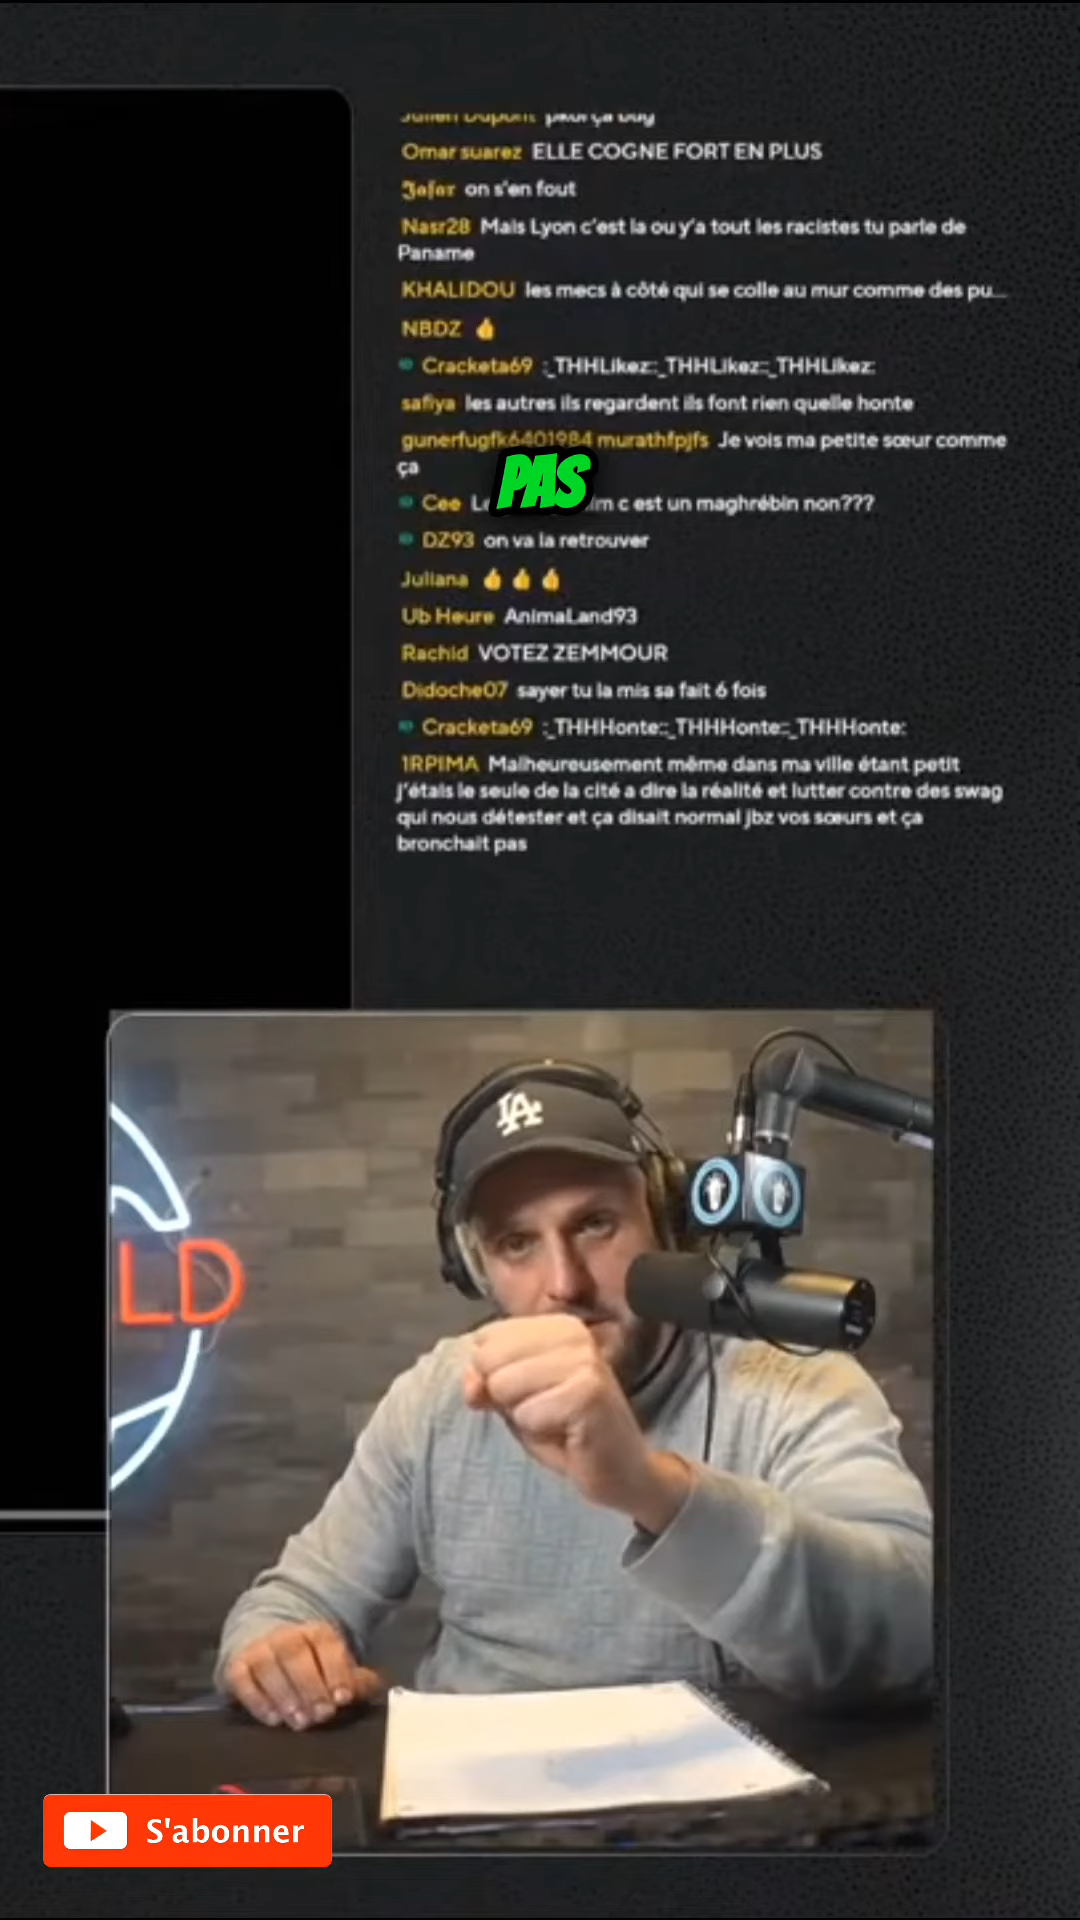 Julien Dupont pkoi ça bug
Omar suarez ELLE COGNE FORT EN PLUS
Jafar on s'en fout
Nasr28 Mais Lyon c'est la ou y'a tout les racistes tu parle de
Paname
KHALIDOU les mecs à côté qui se colle au mur comme des pu...
NBDZ 👍
Cracketa69 :_THHLikez::_THHLikez::_THHLikez:
safiya les autres ils regardent ils font rien quelle honte
gunerfugfk6401984 murathfpjfs Je vois ma petite sœur comme
ça
PAS
Cee c est un maghrébin non???
DZ93 on va la retrouver
Juliana 👍 👍 👍
Ub Heure AnimaLand93
Rachid VOTEZ ZEMMOUR
Didoche07 sayer tu la mis sa fait 6 fois
Cracketa69 :_THHHonte::_THHHonte::_THHHonte:
1RPIMA Malheureusement même dans ma ville étant petit
j'étais le seule de la cité a dire la réalité et lutter contre des swag
qui nous détester et ça disait normal jbz vos sœurs et ça
bronchait pas
LA
LD
S'abonner